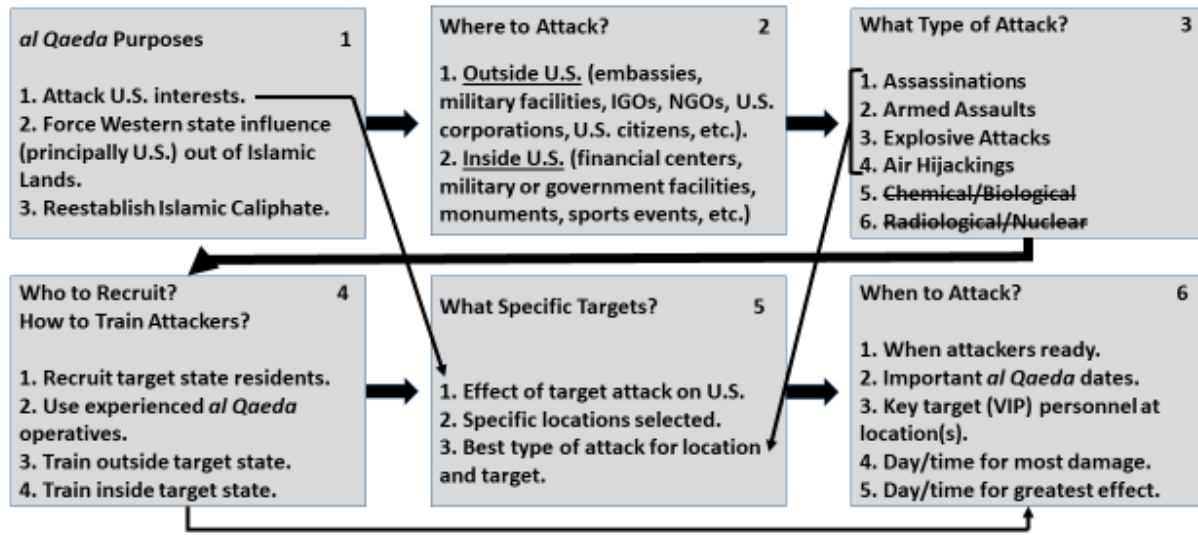 al Qaeda Purposes 1
1. Attack U.S. interests.
2. Force Western state influence
(principally U.S.) out of Islamic
Lands.
3. Reestablish Islamic Caliphate.
Where to Attack? 2
1. Outside U.S. (embassies,
military facilities, IGOs, NGOs, U.S.
corporations, U.S. citizens, etc.).
2. Inside U.S. (financial centers,
military or government facilities,
monuments, sports events, etc.)
What Type of Attack? 3
1. Assassinations
2. Armed Assaults
3. Explosive Attacks
4. Air Hijackings
5. Chemical/Biological
6. Radiological/Nuclear
Who to Recruit? 4
How to Train Attackers?
1. Recruit target state residents.
2. Use experienced al Qaeda
operatives.
3. Train outside target state.
4. Train inside target state.
What Specific Targets? 5
1. Effect of target attack on U.S.
2. Specific locations selected.
3. Best type of attack for location
and target.
When to Attack? 6
1. When attackers ready.
2. Important al Qaeda dates.
3. Key target (VIP) personnel at
location(s).
4. Day/time for most damage.
5. Day/time for greatest effect.